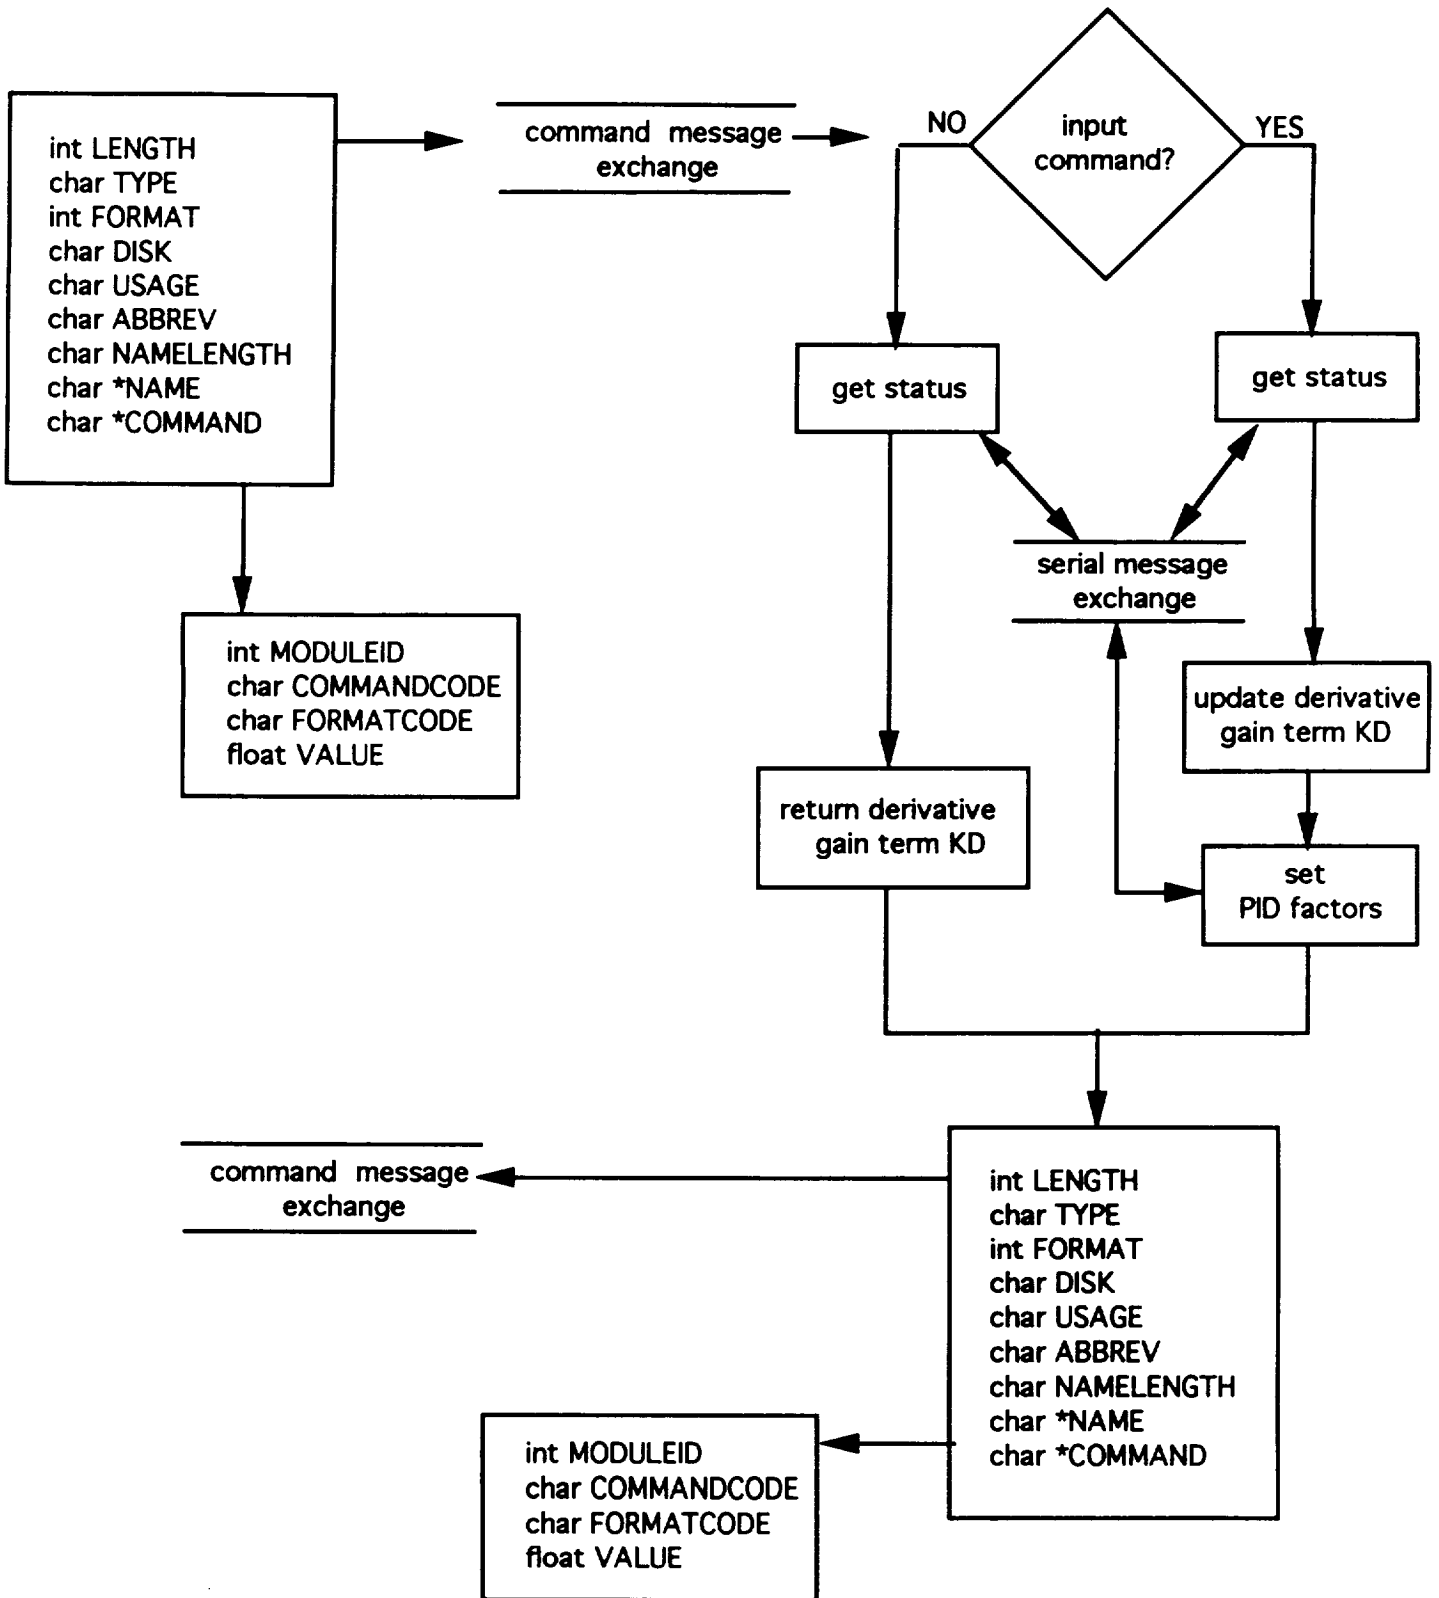 int LENGTH
char TYPE
int FORMAT
char DISK
char USAGE
char ABBREV
char NAMELENGTH
char *NAME
char *COMMAND
command message
exchange
NO
input
command?
YES
get status
get status
serial message
exchange
int MODULEID
char COMMANDCODE
char FORMATCODE
float VALUE
update derivative
gain term KD
return derivative
gain term KD
set
PID factors
command message
exchange
int LENGTH
char TYPE
int FORMAT
char DISK
char USAGE
char ABBREV
char NAMELENGTH
char *NAME
char *COMMAND
int MODULEID
char COMMANDCODE
char FORMATCODE
float VALUE